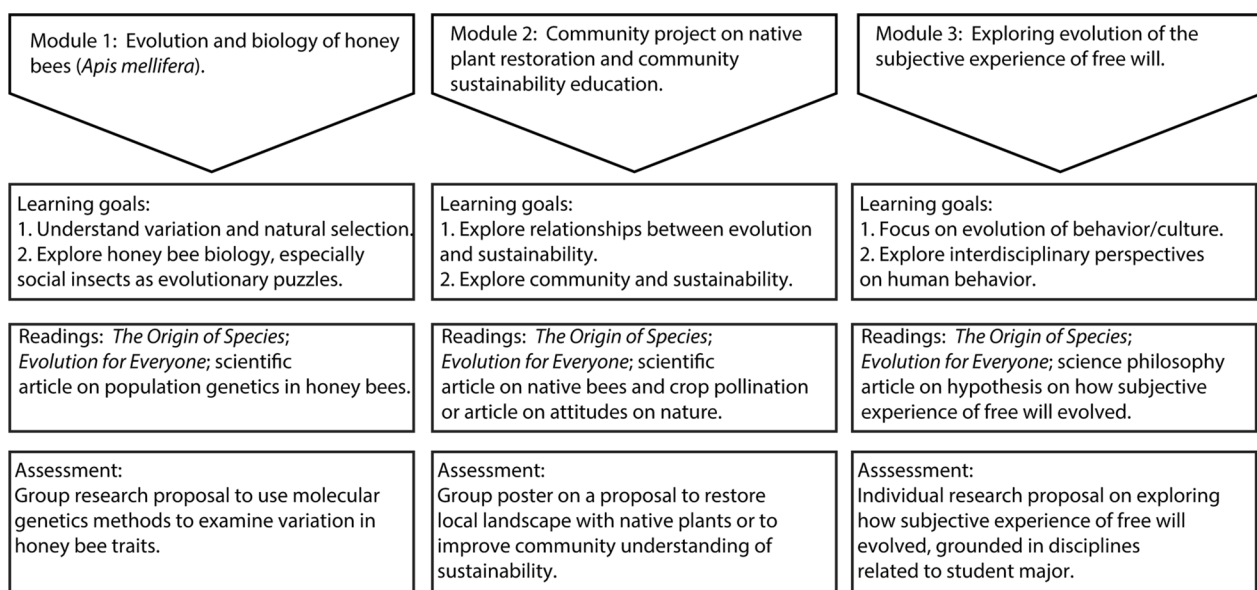 Module 1: Evolution and biology of honey
bees (Apis mellifera).
Learning goals:
1. Understand variation and natural selection.
2. Explore honey bee biology, especially
social insects as evolutionary puzzles.
Readings: The Origin of Species;
Evolution for Everyone; scientific
article on population genetics in honey bees.
Assessment:
Group research proposal to use molecular
genetics methods to examine variation in
honey bee traits.
Module 2: Community project on native
plant restoration and community
sustainability education.
Learning goals:
1. Explore relationships between evolution
and sustainability.
2. Explore community and sustainability.
Readings: The Origin of Species;
Evolution for Everyone; scientific
article on native bees and crop pollination
or article on attitudes on nature.
Assessment:
Group poster on a proposal to restore
local landscape with native plants or to
improve community understanding of
sustainability.
Module 3: Exploring evolution of the
subjective experience of free will.
Learning goals:
1. Focus on evolution of behavior/culture.
2. Explore interdisciplinary perspectives
on human behavior.
Readings: The Origin of Species;
Evolution for Everyone; science philosophy
article on hypothesis on how subjective
experience of free will evolved.
Asssessment:
Individual research proposal on exploring
how subjective experience of free will
evolved, grounded in disciplines
related to student major.